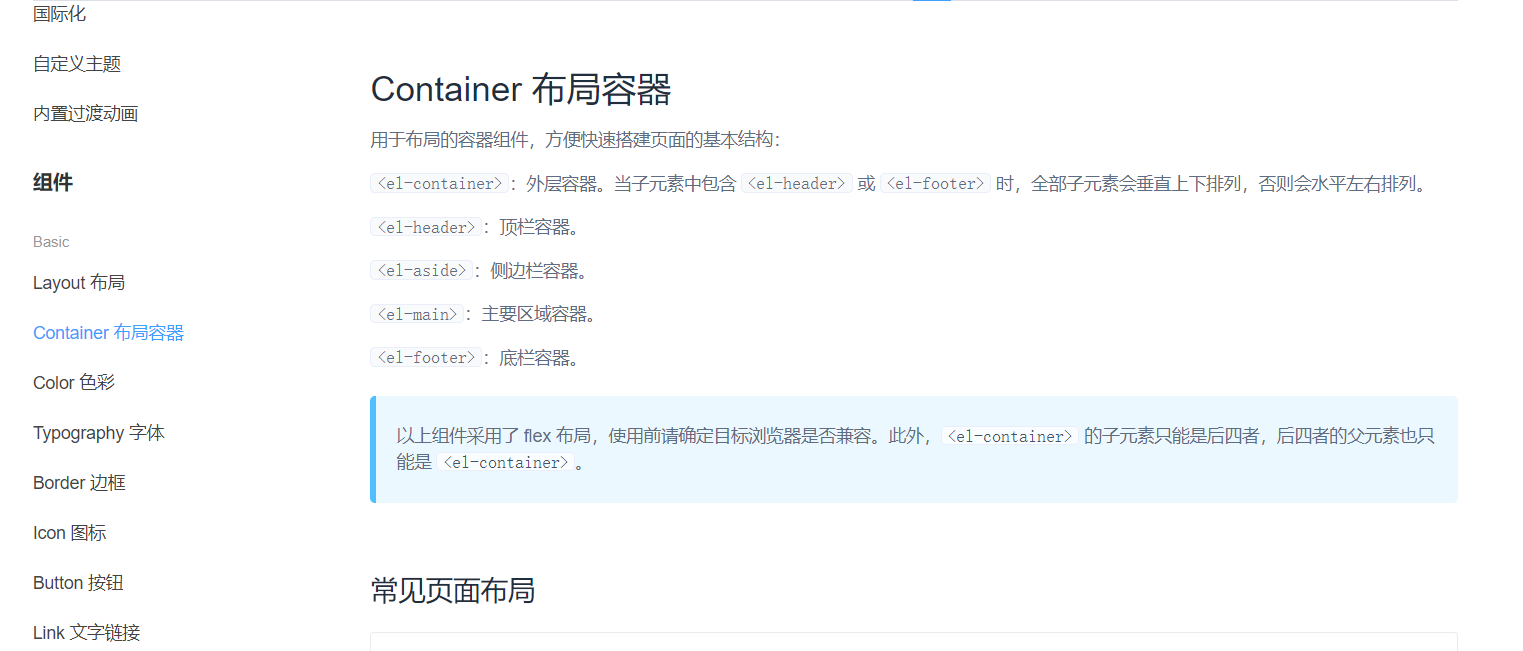 国际化
自定义主题
内置过渡动画
组件
Basic
Layout 布局
Container 布局容器
Color 色彩
Typography 字体
Border 边框
Icon 图标
Button 按钮
Link 文字链接
Container 布局容器
用于布局的容器组件，方便快速搭建页面的基本结构：
<el-container>：外层容器。当子元素中包含 <el-header> 或 <el-footer> 时，全部子元素会垂直上下排列，否则会水平左右排列。
<el-header>：顶栏容器。
<el-aside>：侧边栏容器。
<el-main>：主要区域容器。
<el-footer>：底栏容器。
以上组件采用了 flex 布局，使用前请确定目标浏览器是否兼容。此外，<el-container> 的子元素只能是后四者，后四者的父元素也只
能是 <el-container>。
常见页面布局